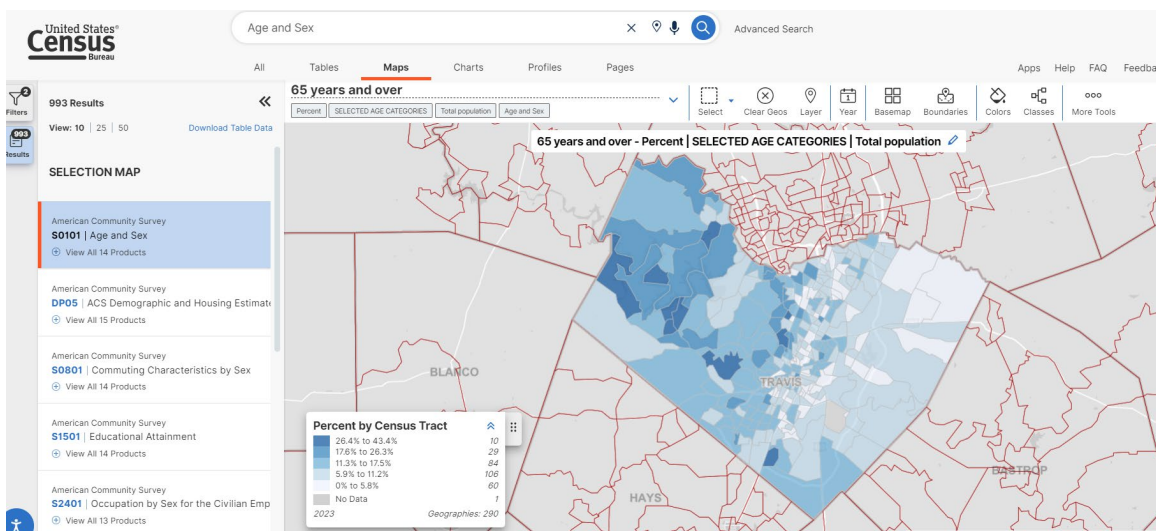 United States®
Census
Bureau
Age and Sex
Advanced Search
All
Tables
Maps
Charts
Profiles
Pages
Apps
Help
FAQ
Feedba
2
Filters
993
Results
993 Results
View: 10 | 25 | 50
Download Table Data
SELECTION MAP
American Community Survey
S0101 | Age and Sex
View All 14 Products
American Community Survey
DP05 | ACS Demographic and Housing Estimate
View All 15 Products
American Community Survey
S0801 | Commuting Characteristics by Sex
View All 14 Products
American Community Survey
S1501 | Educational Attainment
View All 14 Products
American Community Survey
S2401 | Occupation by Sex for the Civilian Emp
View All 13 Products
65 years and over
Percent
SELECTED AGE CATEGORIES
Total population
Age and Sex
Select
Clear Geos
Layer
1
Year
Basemap
Boundaries
Colors
Classes
More Tools
65 years and over - Percent | SELECTED AGE CATEGORIES | Total population
BLANCO
TRAVIS
BASTROP
HAYS
Percent by Census Tract
26.4% to 43.4% 10
17.6% to 26.3% 29
11.3% to 17.5% 84
5.9% to 11.2% 106
0% to 5.8% 60
No Data 1
2023 Geographies: 290